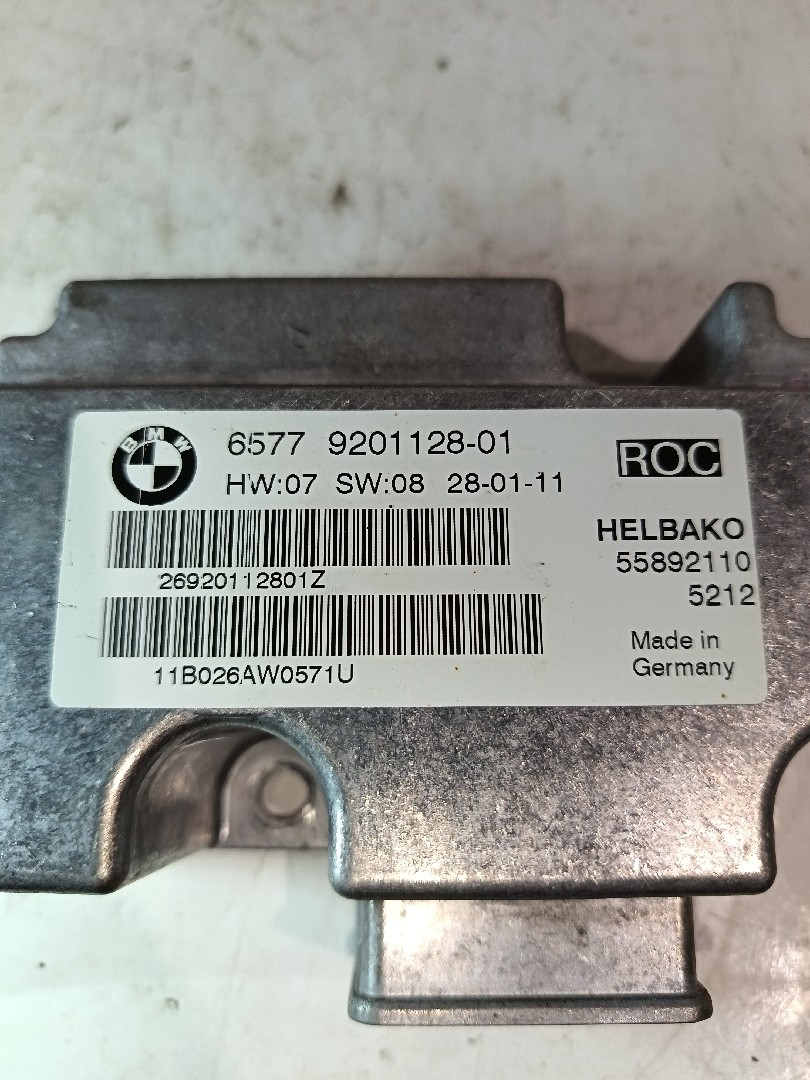 BMW
6577 9201128-01
HW:07 SW:08 28-01-11
ROC
26920112801Z
HELBAKO
55892110
5212
11B026AW0571U
Made in
Germany